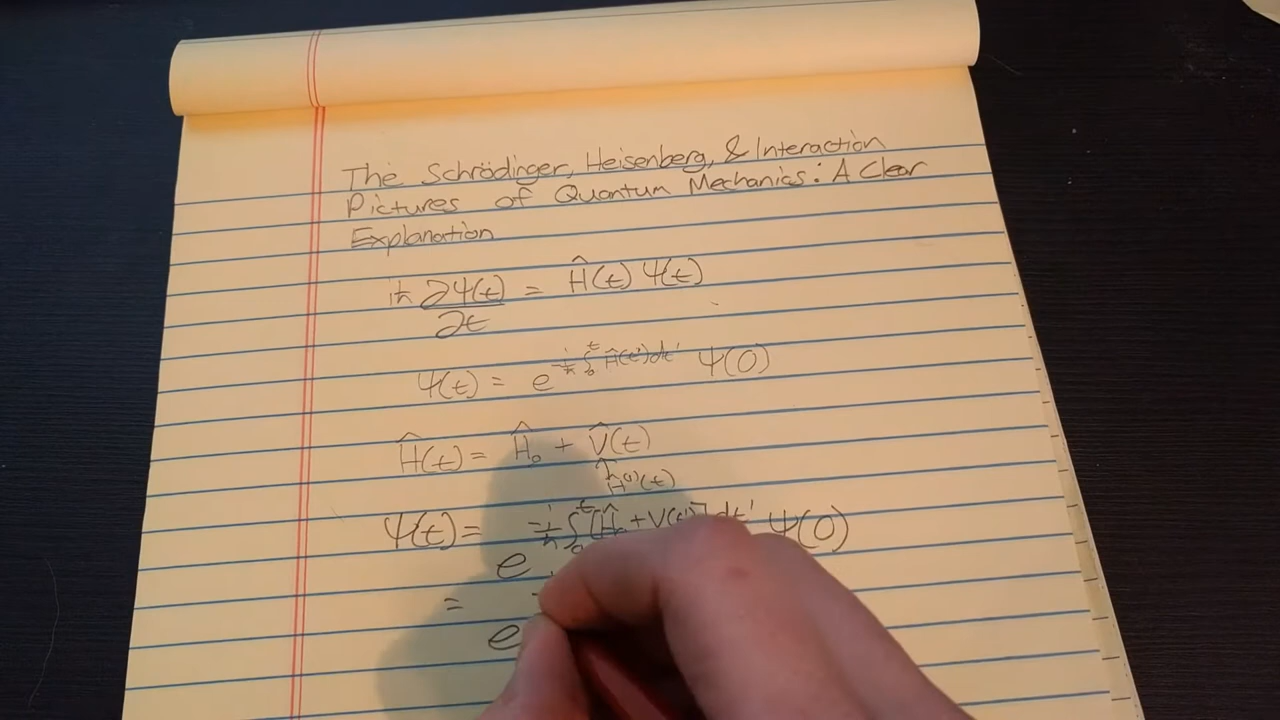 The Schrödinger, Heisenberg, & Interaction
Pictures of Quantum Mechanics: A Clear
Explanation
iħ ∂Ψ(t)/∂t = Ĥ(t) Ψ(t)
Ψ(t) = e^{-i/ħ ∫₀ᵗ Ĥ(t')dt'} Ψ(0)
Ĥ(t) = Ĥ₀ + V̂(t)
Ĥ⁽¹⁾(t)
Ψ(t) = e^{-i/ħ ∫₀ᵗ [Ĥ₀ + V(t')] dt'} Ψ(0)
= e